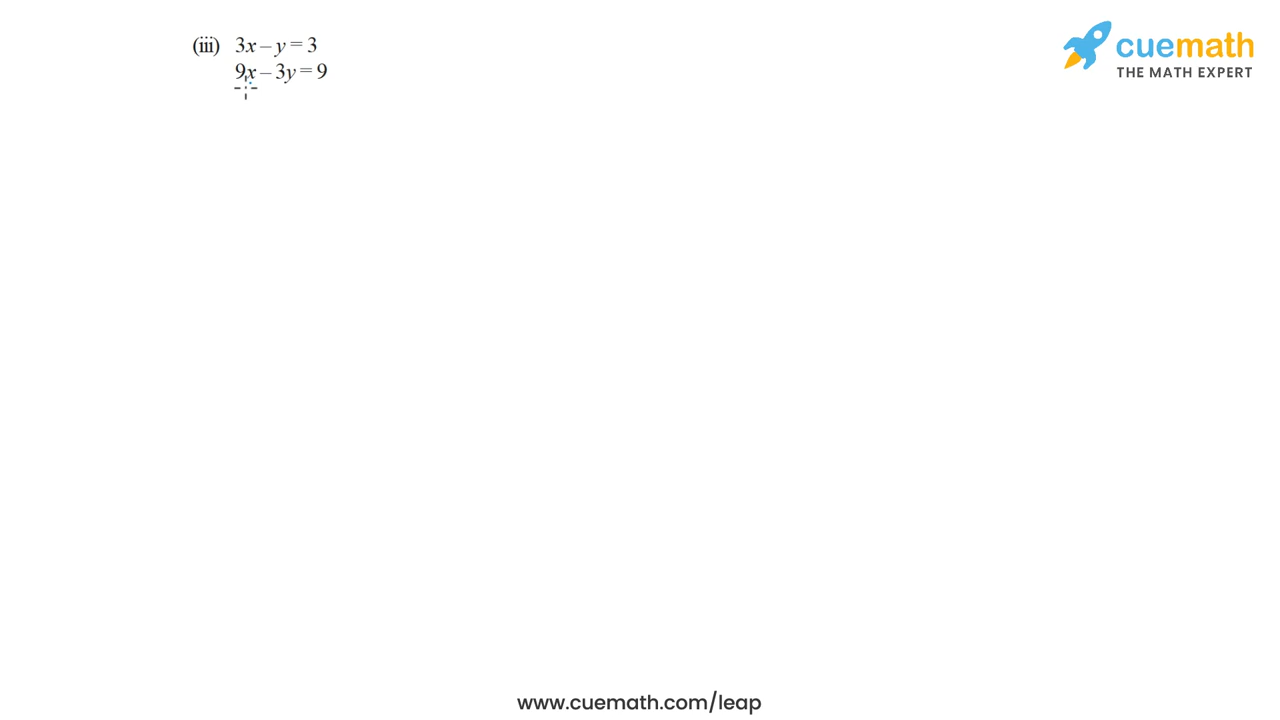 (iii) 3x – y = 3
9x – 3y = 9
cuemath
THE MATH EXPERT
www.cuemath.com/leap